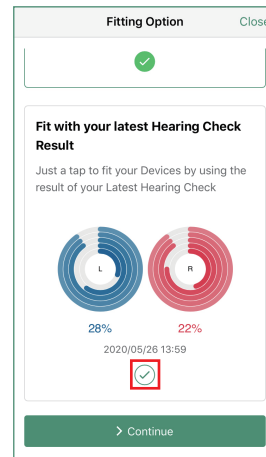 Fitting Option
Close
Fit with your latest Hearing Check
Result
Just a tap to fit your Devices by using the
result of your Latest Hearing Check
L
R
28%
22%
2020/05/26 13:59
> Continue